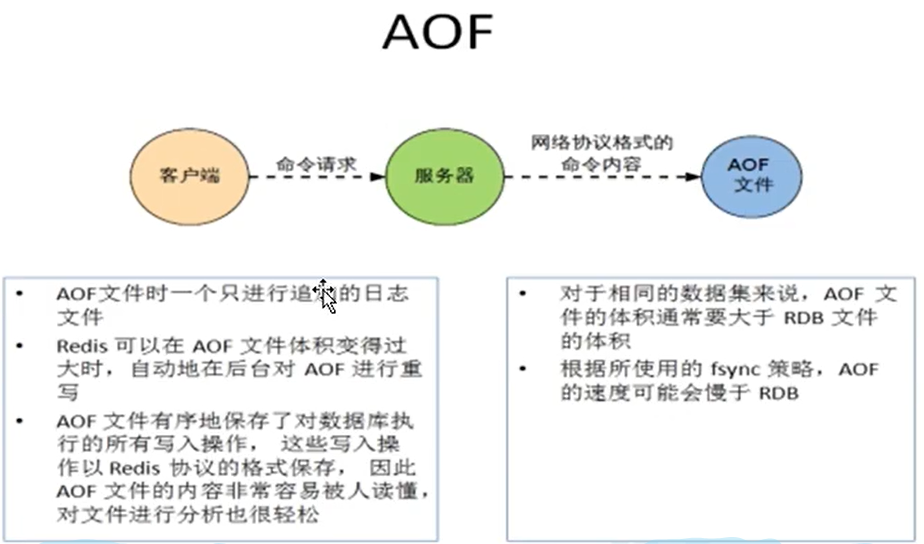 AOF
客户端
命令请求
服务器
网络协议格式的
命令内容
AOF
文件
• AOF文件时一个只进行追的日志
文件
• Redis 可以在 AOF 文件体积变得过
大时，自动地在后台对 AOF 进行重
写
• AOF 文件有序地保存了对数据库执
行的所有写入操作， 这些写入操
作以 Redis 协议的格式保存， 因此
AOF 文件的内容非常容易被人读懂，
对文件进行分析也很轻松
• 对于相同的数据集来说，AOF 文
件的体积通常要大于 RDB 文件
的体积
• 根据所使用的 fsync 策略，AOF
的速度可能会慢于 RDB